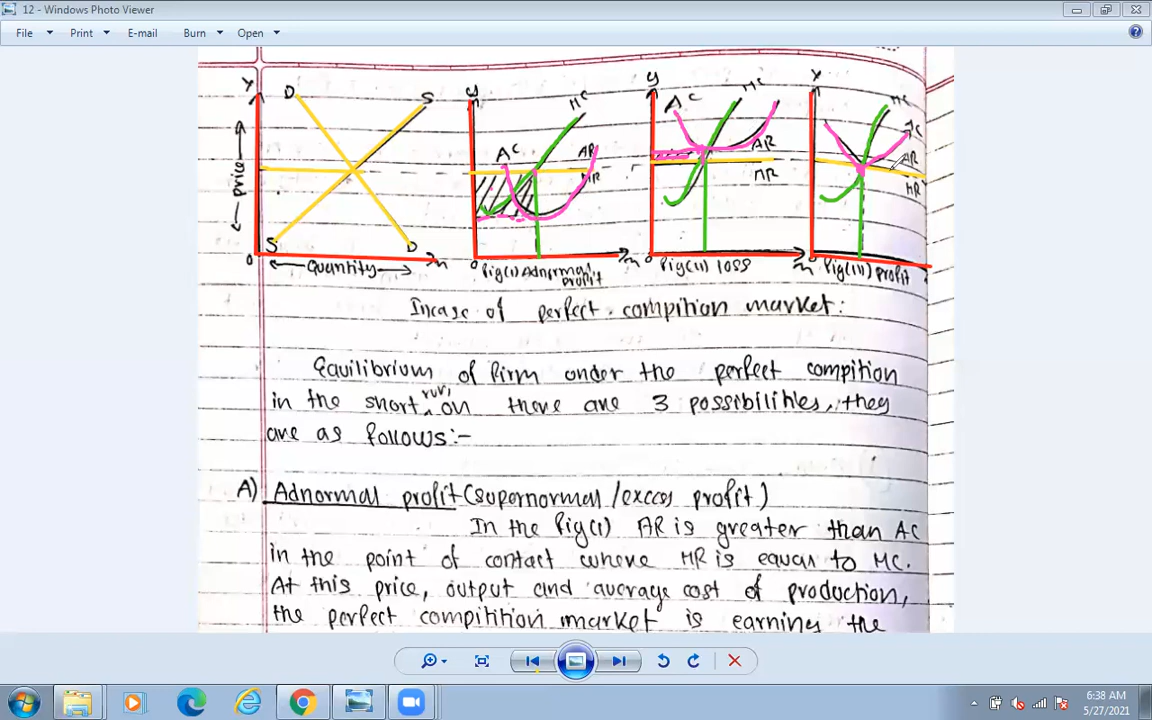 12 - Windows Photo Viewer
File Print E-mail Burn Open
Y D S
Price
O S D
Quantity
y MC
AC AR
MR
O Fig(I) Adnormal profit
y AC MC
AR
MR
O Fig(II) loss
X MC
AC
AR
MR
O Fig(III) profit
Incase of perfect compition market:
Equilibrium of firm under the perfect compition
in the short run, on there are 3 possibilities, they
are as follows:-
A) Adnormal profit (supernormal/excces profit)
In the fig(1) AR is greater than AC
in the point of contact where MR is equal to MC.
At this price, output and average cost of production,
the perfect compitition market is earning the
6:38 AM
5/27/2021